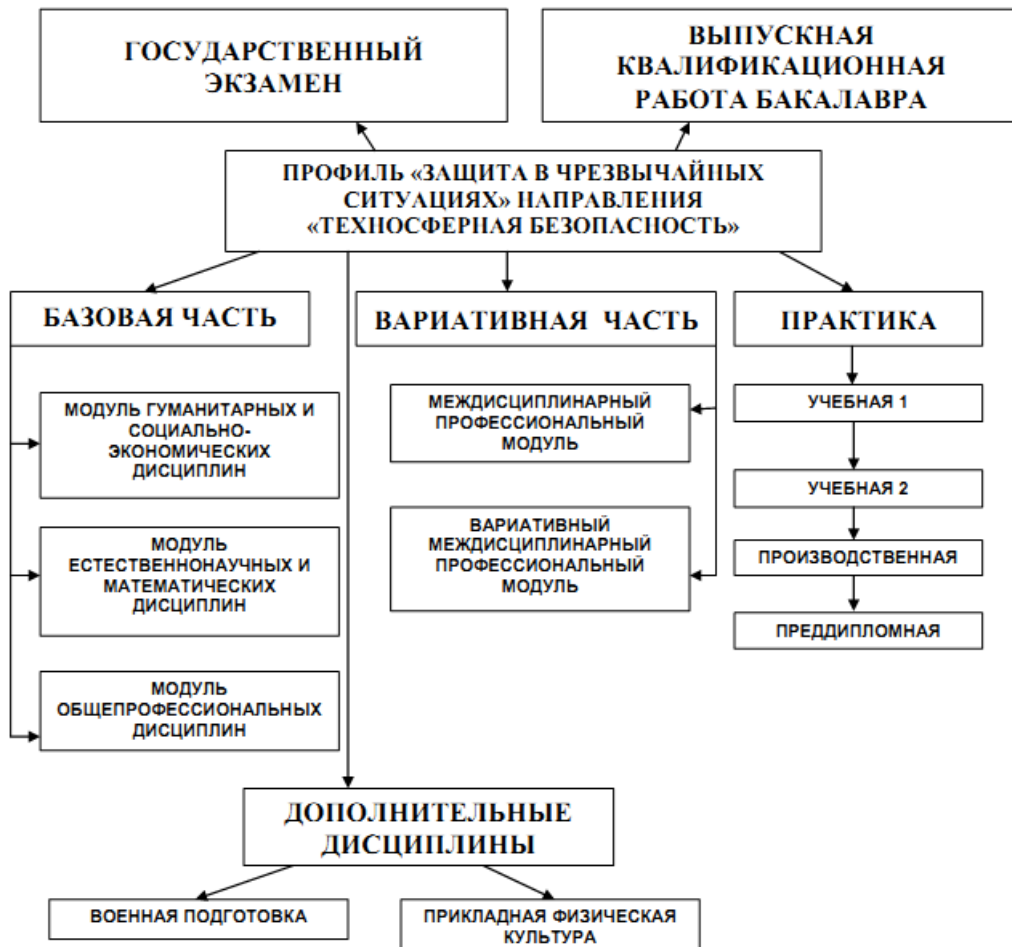 ГОСУДАРСТВЕННЫЙ
ЭКЗАМЕН
ВЫПУСКНАЯ
КВАЛИФИКАЦИОННАЯ
РАБОТА БАКАЛАВРА
ПРОФИЛЬ «ЗАЩИТА В ЧРЕЗВЫЧАЙНЫХ
СИТУАЦИЯХ» НАПРАВЛЕНИЯ
«ТЕХНОСФЕРНАЯ БЕЗОПАСНОСТЬ»
БАЗОВАЯ ЧАСТЬ
МОДУЛЬ ГУМАНИТАРНЫХ И
СОЦИАЛЬНО-
ЭКОНОМИЧЕСКИХ
ДИСЦИПЛИН
МОДУЛЬ
ЕСТЕСТВЕННОНАУЧНЫХ И
МАТЕМАТИЧЕСКИХ
ДИСЦИПЛИН
МОДУЛЬ
ОБЩЕПРОФЕССИОНАЛЬНЫХ
ДИСЦИПЛИН
ВАРИАТИВНАЯ ЧАСТЬ
МЕЖДИСЦИПЛИНАРНЫЙ
ПРОФЕССИОНАЛЬНЫЙ
МОДУЛЬ
ВАРИАТИВНЫЙ
МЕЖДИСЦИПЛИНАРНЫЙ
ПРОФЕССИОНАЛЬНЫЙ
МОДУЛЬ
ПРАКТИКА
УЧЕБНАЯ 1
УЧЕБНАЯ 2
ПРОИЗВОДСТВЕННАЯ
ПРЕДДИПЛОМНАЯ
ДОПОЛНИТЕЛЬНЫЕ
ДИСЦИПЛИНЫ
ВОЕННАЯ ПОДГОТОВКА
ПРИКЛАДНАЯ ФИЗИЧЕСКАЯ
КУЛЬТУРА